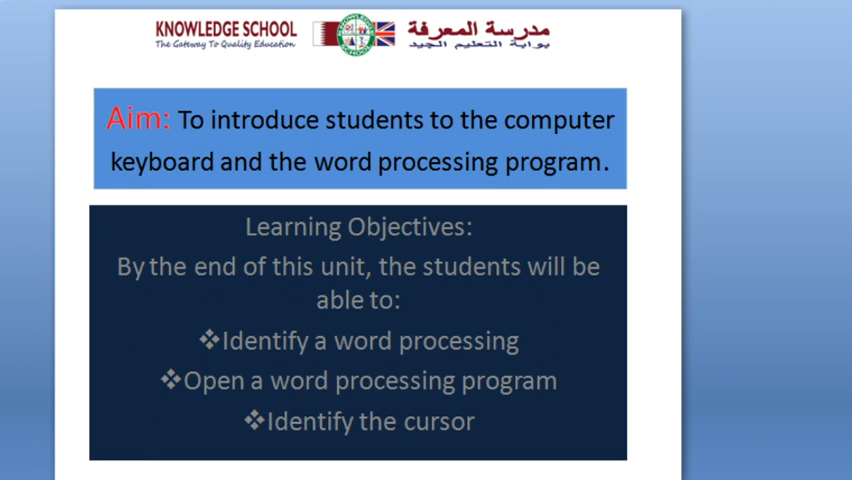 KNOWLEDGE SCHOOL
The Gateway To Quality Education
مدرسة المعرفة
بوابة التعليم الجيد
Aim: To introduce students to the computer
keyboard and the word processing program.
Learning Objectives:
By the end of this unit, the students will be
able to:
❖Identify a word processing
❖Open a word processing program
❖Identify the cursor